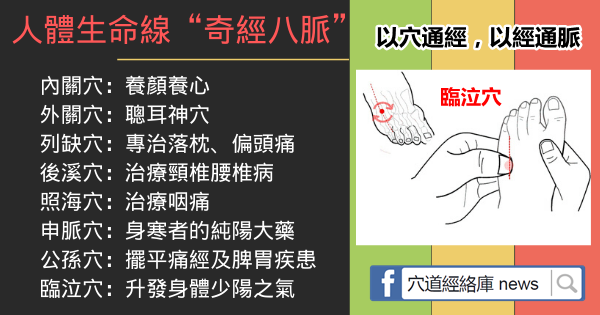 人體生命線“奇經八脈”
內關穴：養顏養心
外關穴：聰耳神穴
列缺穴：專治落枕、偏頭痛
後溪穴：治療頸椎腰椎病
照海穴：治療咽痛
申脈穴：身寒者的純陽大藥
公孫穴：擺平痛經及脾胃疾患
臨泣穴：升發身體少陽之氣
以穴通經，以經通脈
臨泣穴
f 穴道經絡庫 news